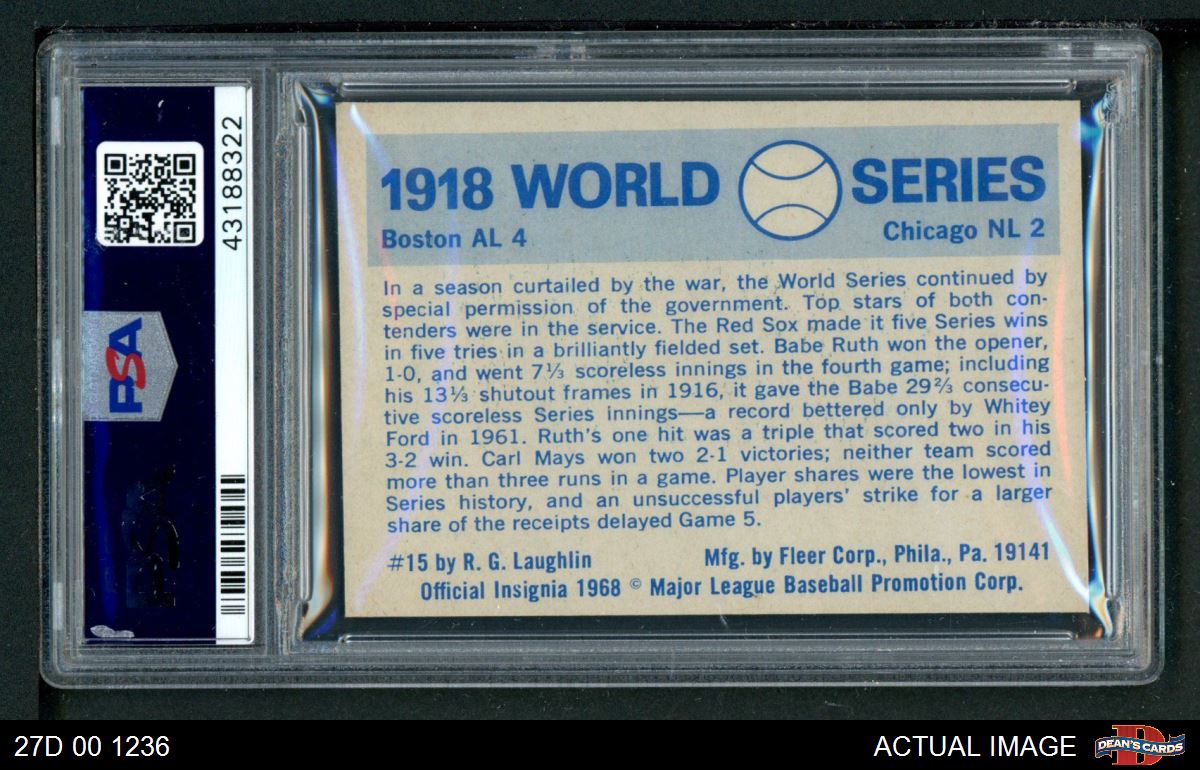 43188322
PSA
1918 WORLD SERIES
Boston AL 4
Chicago NL 2
In a season curtailed by the war, the World Series continued by
special permission of the government. Top stars of both con-
tenders were in the service. The Red Sox made it five Series wins
in five tries in a brilliantly fielded set. Babe Ruth won the opener,
1-0, and went 7⅓ scoreless innings in the fourth game; including
his 13⅓ shutout frames in 1916, it gave the Babe 29⅔ consecu-
tive scoreless Series innings—a record bettered only by Whitey
Ford in 1961. Ruth's one hit was a triple that scored two in his
3-2 win. Carl Mays won two 2-1 victories; neither team scored
more than three runs in a game. Player shares were the lowest in
Series history, and an unsuccessful players' strike for a larger
share of the receipts delayed Game 5.
#15 by R. G. Laughlin
Mfg. by Fleer Corp., Phila., Pa. 19141
Official Insignia 1968 © Major League Baseball Promotion Corp.
27D 00 1236
ACTUAL IMAGE
DEAN'S CARDS